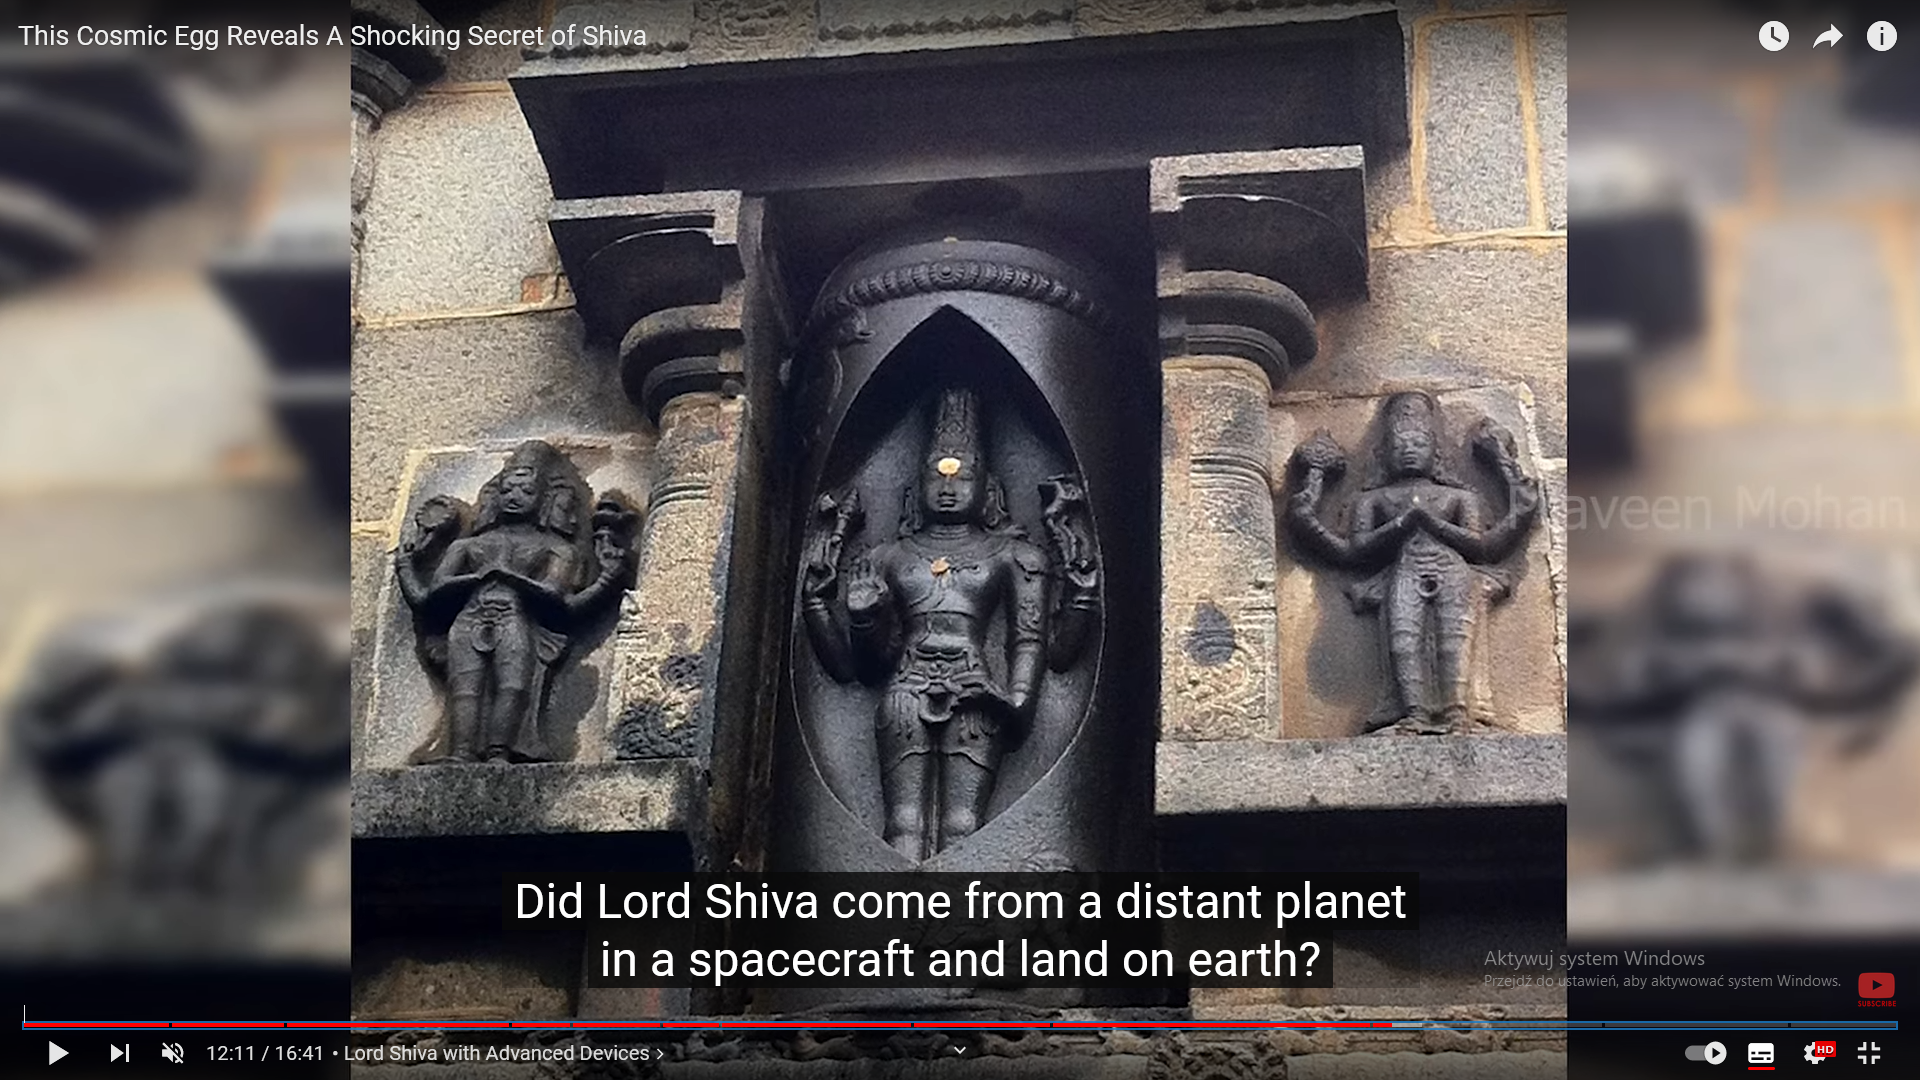 This Cosmic Egg Reveals A Shocking Secret of Shiva
Praveen Mohan
Did Lord Shiva come from a distant planet
in a spacecraft and land on earth?
Aktywuj system Windows
Przejdź do ustawień, aby aktywować system Windows.
SUBSCRIBE
12:11 / 16:41 • Lord Shiva with Advanced Devices >
HD